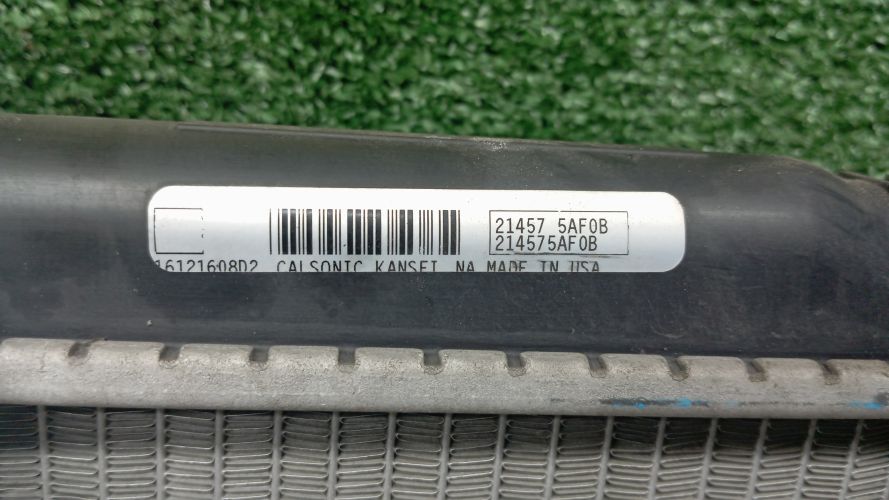 21457 5AF0B
214575AF0B
16121608D2 CALSONIC KANSEI NA MADE IN USA